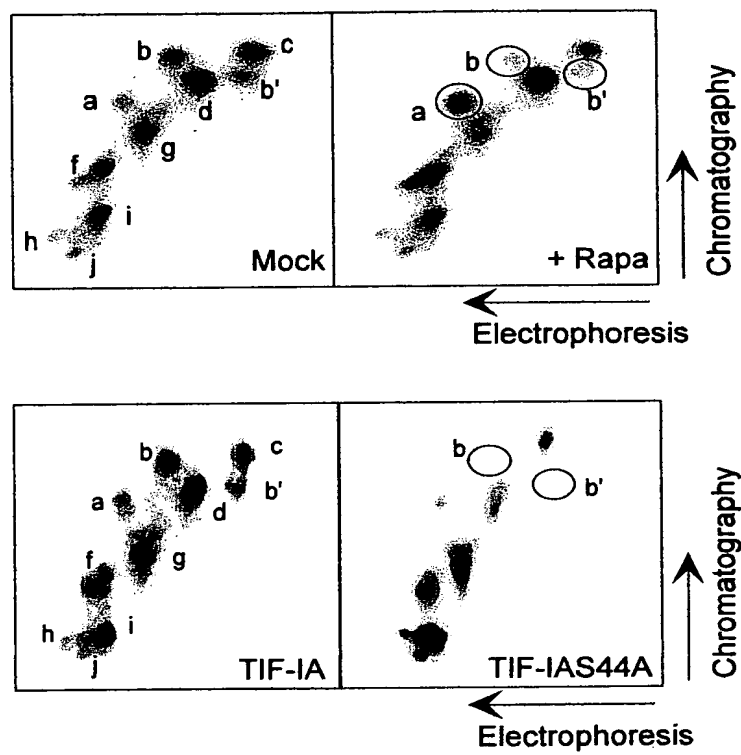 b
c
b'
a
d
g
f
i
h
j
Mock
b
b'
a
+ Rapa
Chromatography
Electrophoresis
b
c
b'
a
d
g
f
i
h
j
TIF-IA
b
b'
TIF-IAS44A
Chromatography
Electrophoresis